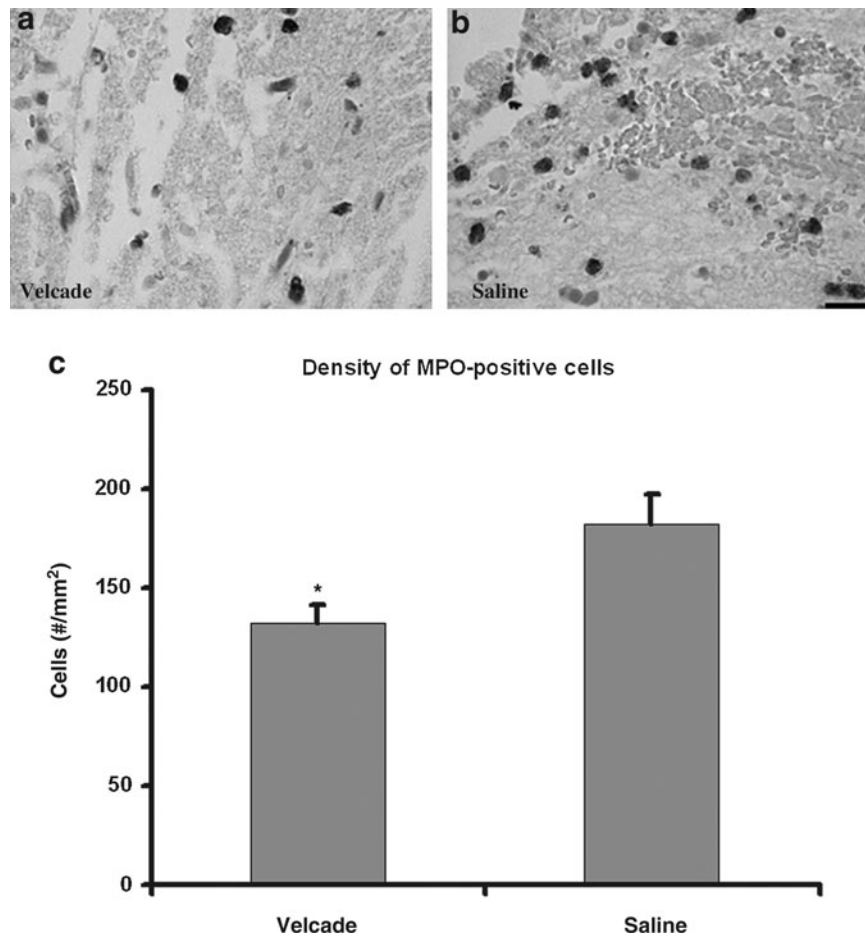 a
b
Velcade
Saline
c
Density of MPO-positive cells
250
200
150
100
50
0
Cells (#/mm²)
*
Velcade
Saline